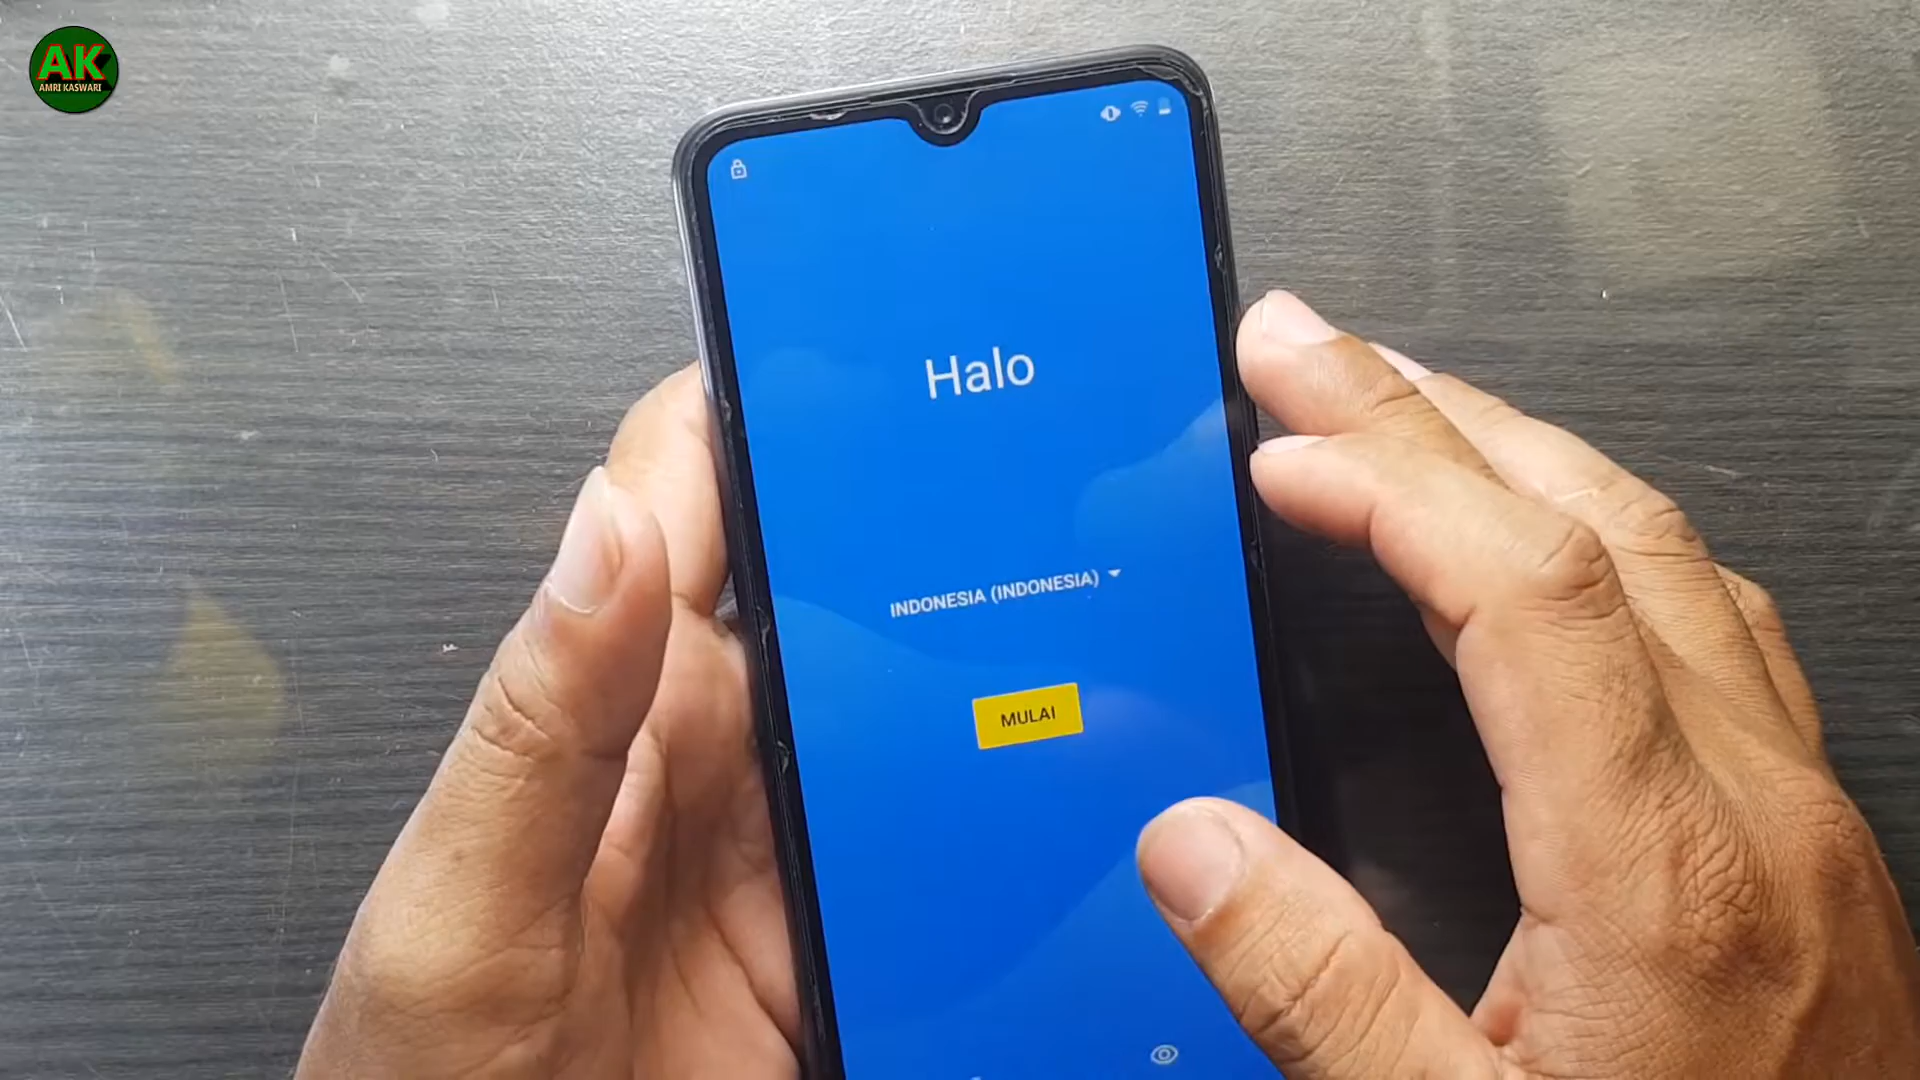 AK
AMRI KASWARI
Halo
INDONESIA (INDONESIA)
MULAI